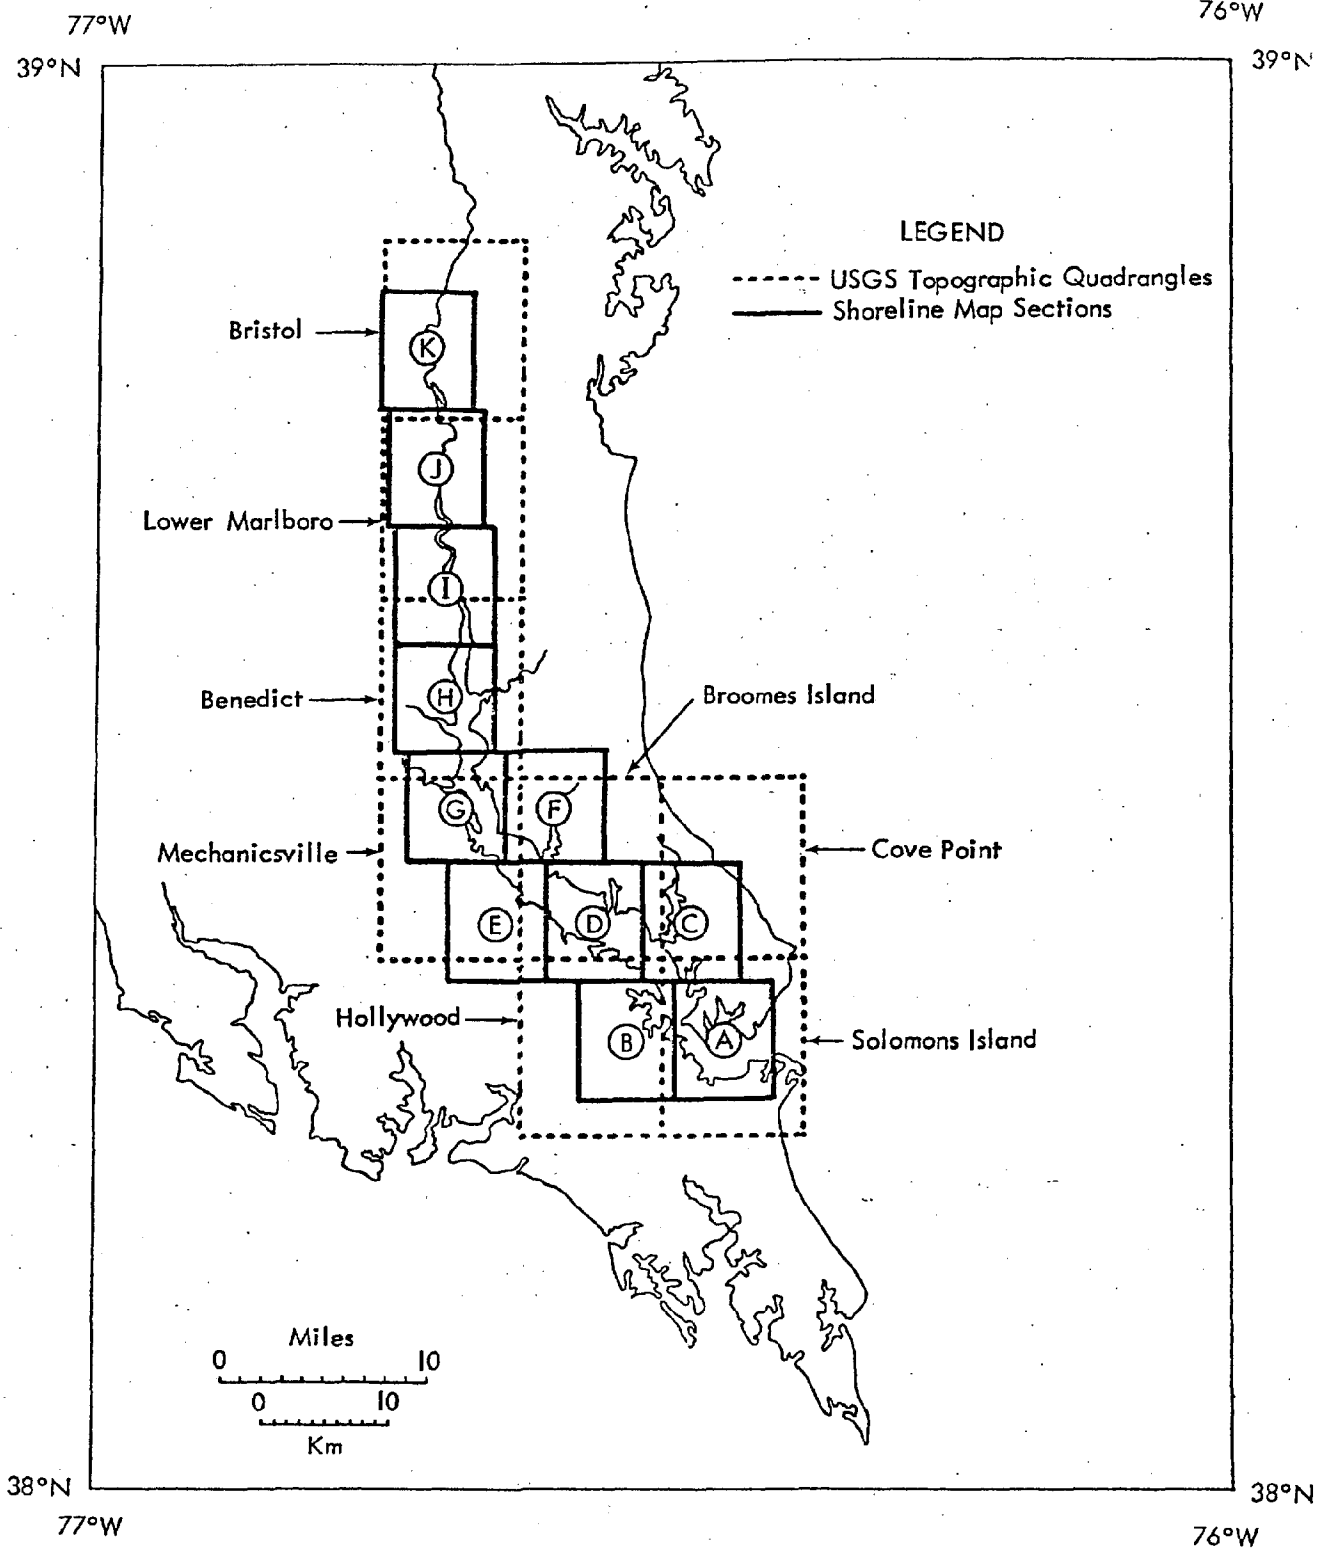 77°W
76°W
39°N
39°N
LEGEND
USGS Topographic Quadrangles
Shoreline Map Sections
Bristol
K
J
Lower Marlboro
I
Benedict
H
Broomes Island
G
F
Mechanicsville
Cove Point
E
D
C
Hollywood
B
A
Solomons Island
Miles
0 10
0 10
Km
38°N
38°N
77°W
76°W